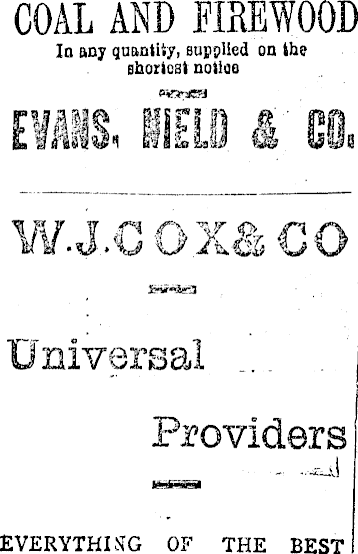 COAL AND FIREWOOD
In any quantity, supplied on the
shortest notice
EVANS, NIELD & CO.
W.J.COX & CO
Universal
Providers
EVERYTHING OF THE BEST